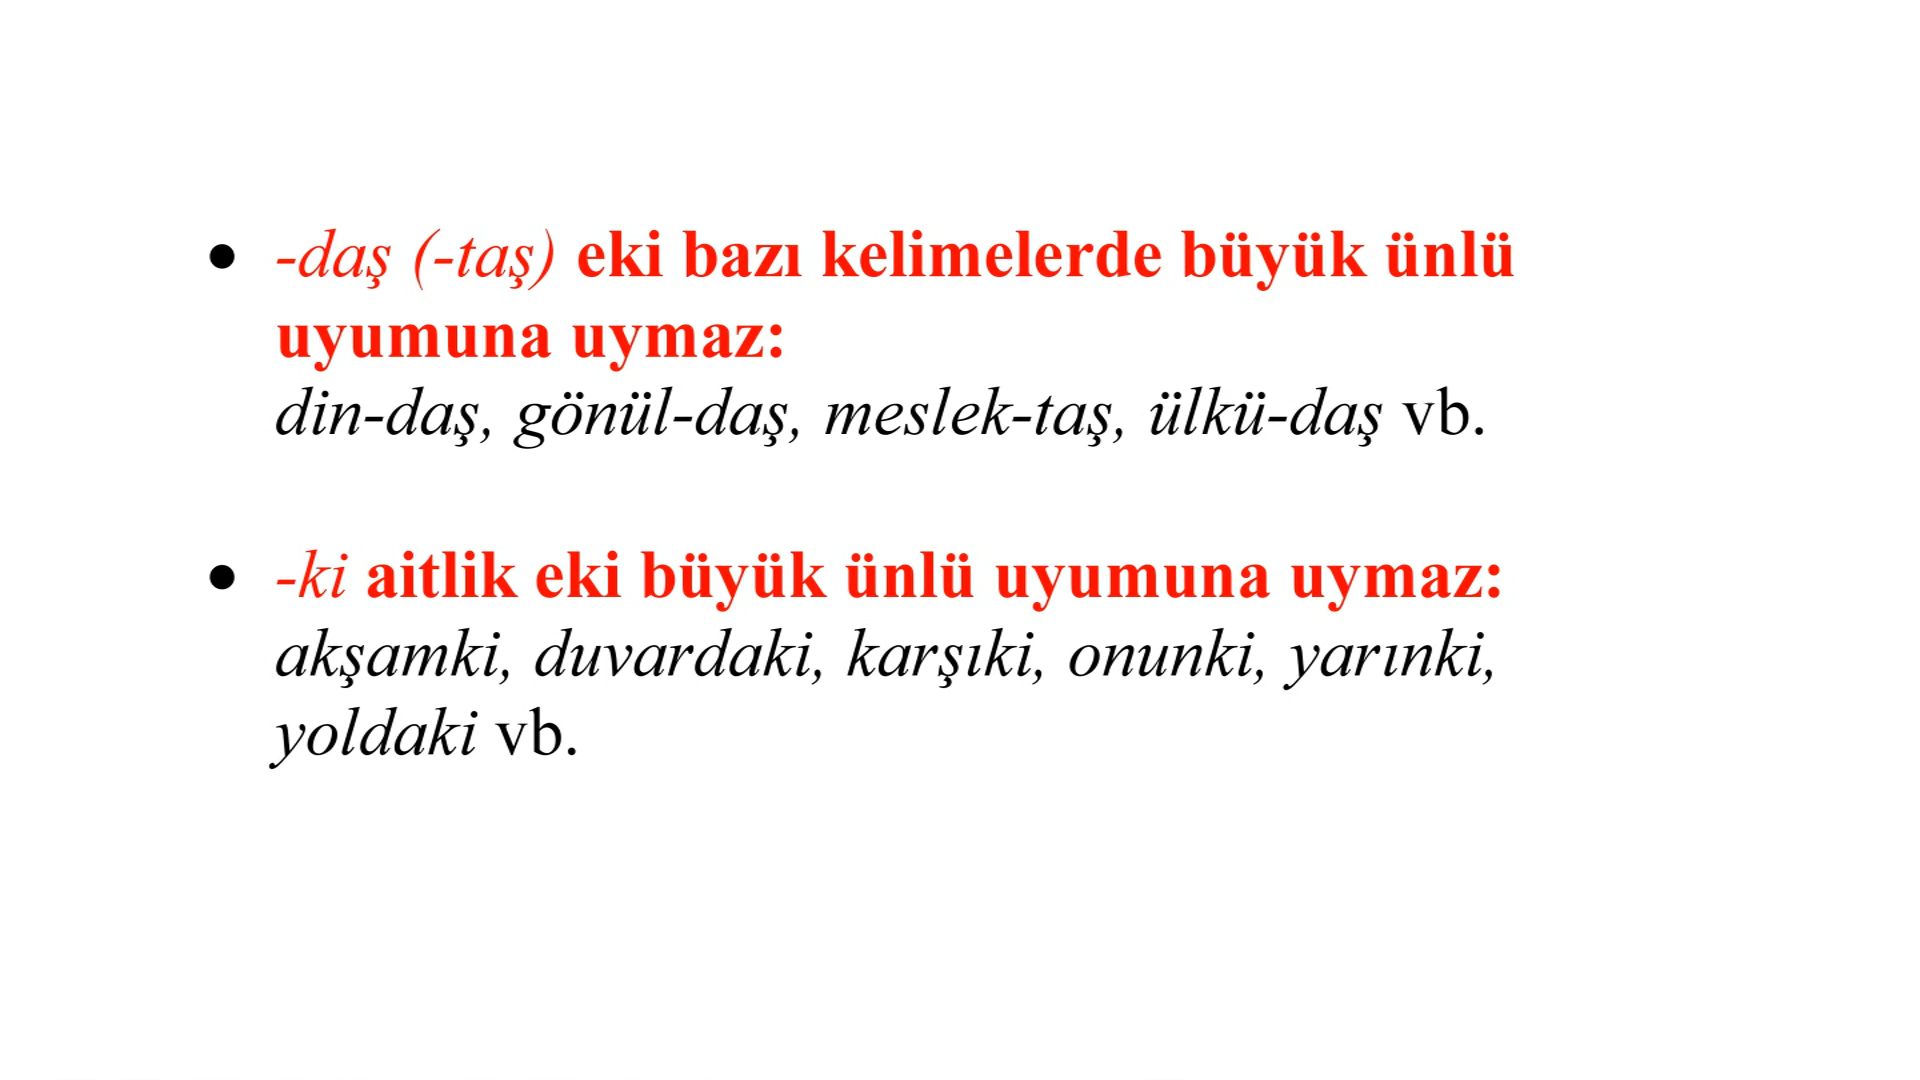 • -daş (-taş) eki bazı kelimelerde büyük ünlü
uyumuna uymaz:
din-daş, gönül-daş, meslek-taş, ülkü-daş vb.
• -ki aitlik eki büyük ünlü uyumuna uymaz:
akşamki, duvardaki, karşıki, onunki, yarınki,
yoldaki vb.